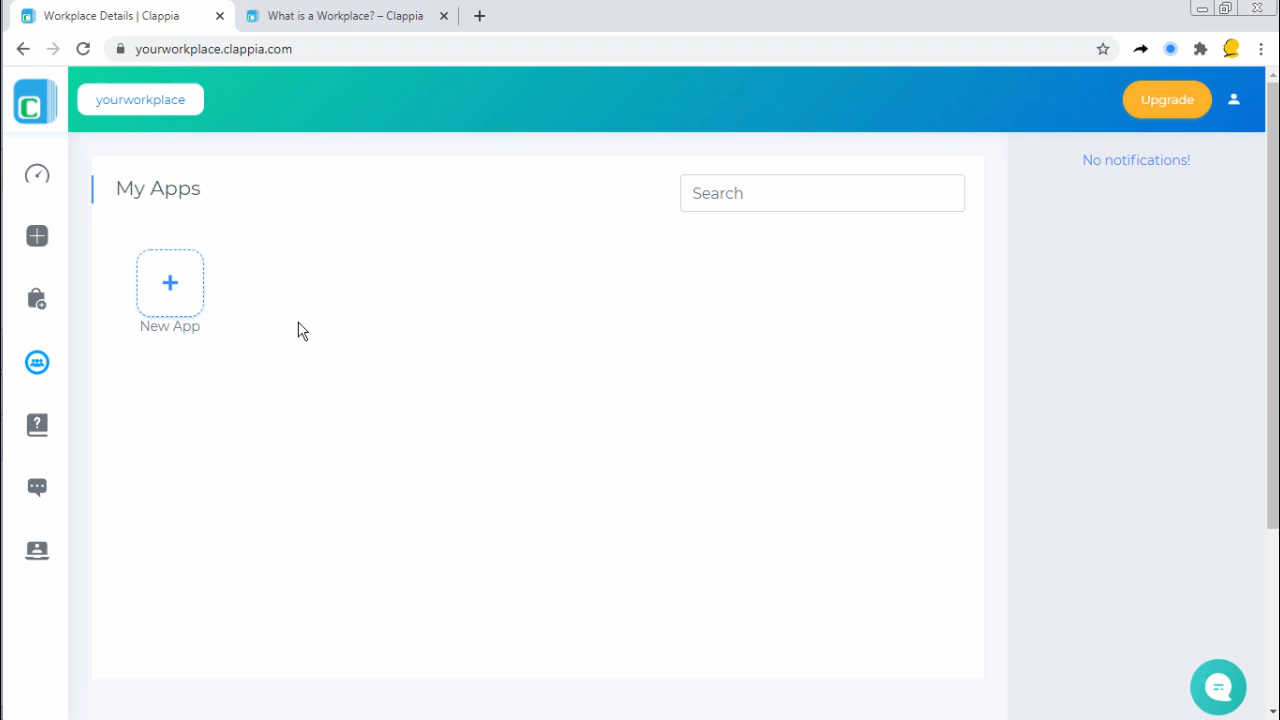 Workplace Details | Clappia
What is a Workplace? – Clappia
yourworkplace.clappia.com
yourworkplace
Upgrade
No notifications!
My Apps
Search
New App